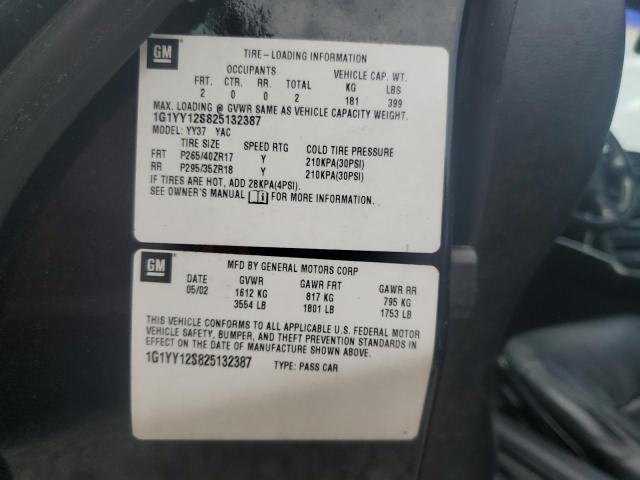 GM
TIRE-LOADING INFORMATION
OCCUPANTS VEHICLE CAP. WT.
FRT. CTR. RR. TOTAL KG LBS
2 0 0 2 181 399
MAX. LOADING @ GVWR SAME AS VEHICLE CAPACITY WEIGHT.
1G1YY12S825132387
MODEL: YY37 YAC
TIRE SIZE SPEED RTG COLD TIRE PRESSURE
FRT P265/40ZR17 Y 210KPA(30PSI)
RR P295/35ZR18 Y 210KPA(30PSI)
IF TIRES ARE HOT, ADD 28KPA(4PSI).
SEE OWNER'S MANUAL i FOR MORE INFORMATION.
GM
MFD BY GENERAL MOTORS CORP
DATE GVWR GAWR FRT GAWR RR
05/02 1612 KG 817 KG 795 KG
3554 LB 1801 LB 1753 LB
THIS VEHICLE CONFORMS TO ALL APPLICABLE U.S. FEDERAL MOTOR
VEHICLE SAFETY, BUMPER, AND THEFT PREVENTION STANDARDS IN
EFFECT ON THE DATE OF MANUFACTURE SHOWN ABOVE.
1G1YY12S825132387 TYPE: PASS CAR